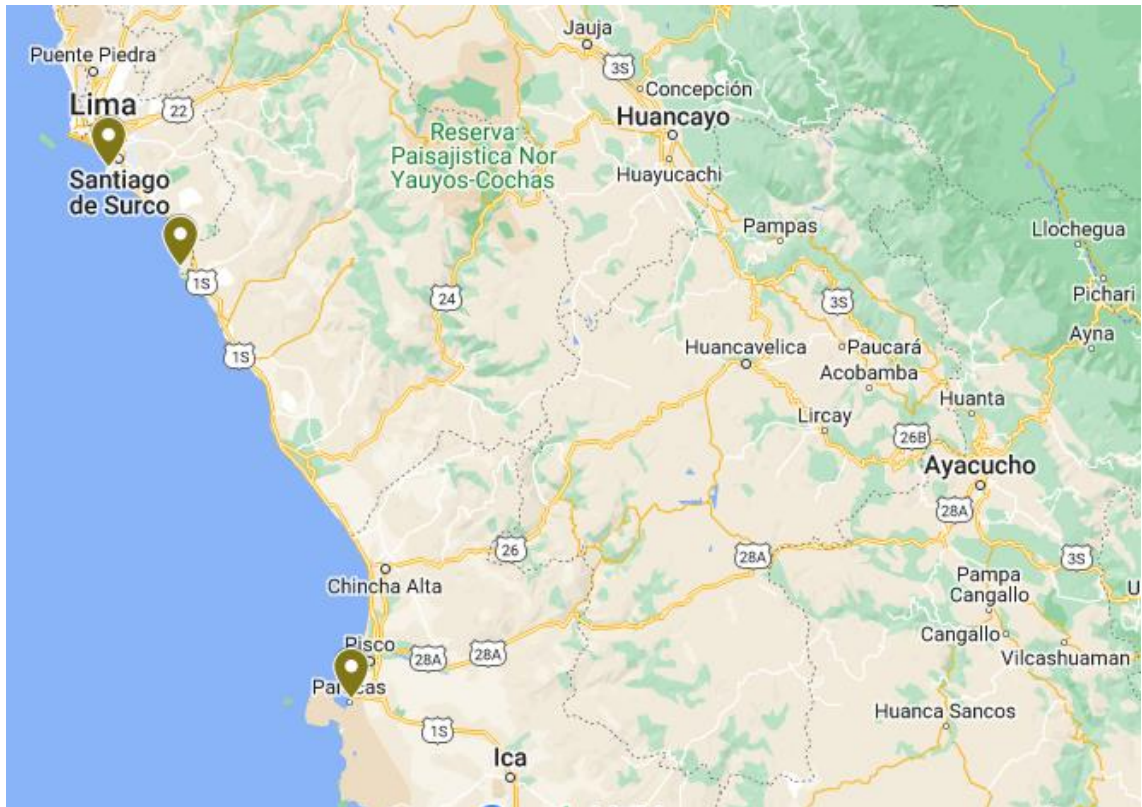 Jauja
Puente Piedra
3S
Concepción
Lima
22
Huancayo
Reserva
Paisajistica Nor
Yauyos-Cochas
Huayucachi
Santiago
de Surco
Pampas
Llochegua
1S
24
3S
Pichari
1S
Huancavelica
Paucará
Ayna
Acobamba
Huanta
Lircay
26B
Ayacucho
28A
26
28A
3S
Chincha Alta
Pampa
Cangallo
U
Pisco
28A
28A
Cangallo
Vilcashuaman
1S
Huanca Sancos
Ica